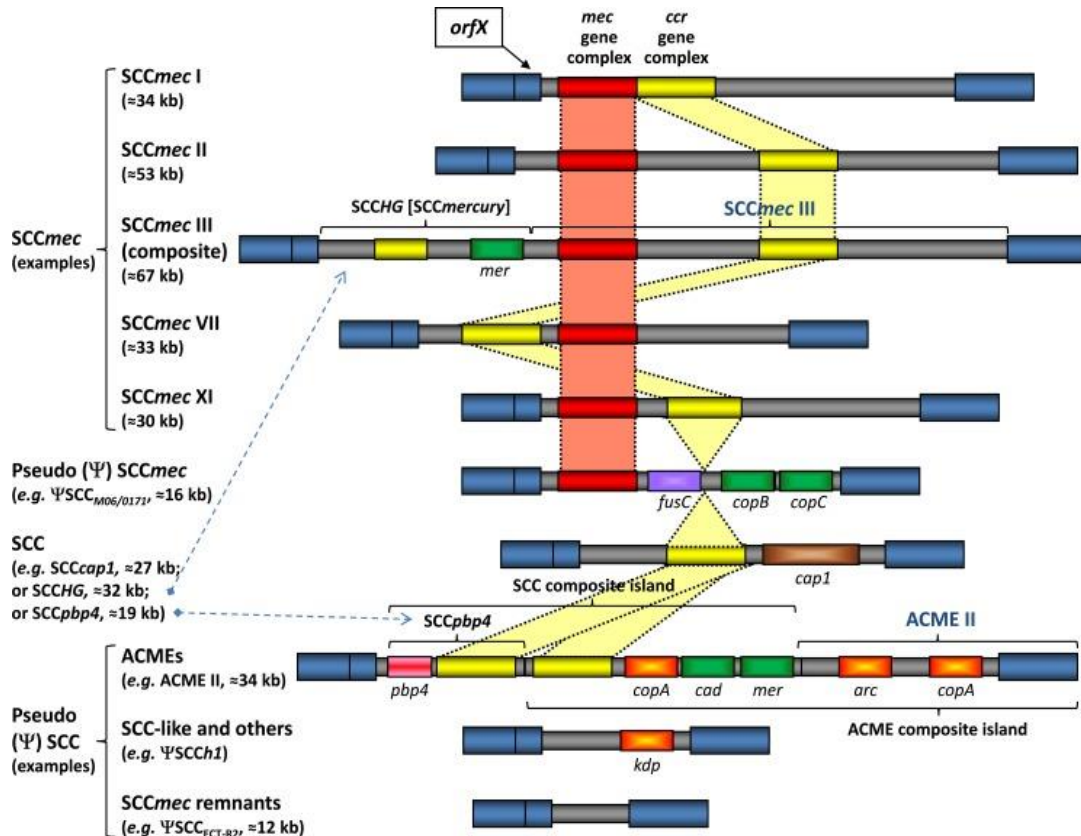 orfX
mec
gene
complex
ccr
gene
complex
SCCmec I
(≈34 kb)
SCCmec II
(≈53 kb)
SCCHG [SCCmercury]
SCCmec III
SCCmec
(examples)
SCCmec III
(composite)
≈67 kb)
mer
SCCmec VII
(≈33 kb)
SCCmec XI
(≈30 kb)
Pseudo (Ψ) SCCmec
(e.g. ΨSCCM06/0171, ≈16 kb)
fusC
copB
copC
SCC
(e.g. SCCcap1, ≈27 kb;
or SCCHG, ≈32 kb;
or SCCpbp4, ≈19 kb)
cap1
SCC composite island
SCCpbp4
ACME II
ACMEs
(e.g. ACME II, ≈34 kb)
pbp4
copA
cad
mer
arc
copA
ACME composite island
Pseudo
(Ψ) SCC
(examples)
SCC-like and others
(e.g. ΨSCCh1)
kdp
SCCmec remnants
(e.g. ΨSCCECT-R2, ≈12 kb)